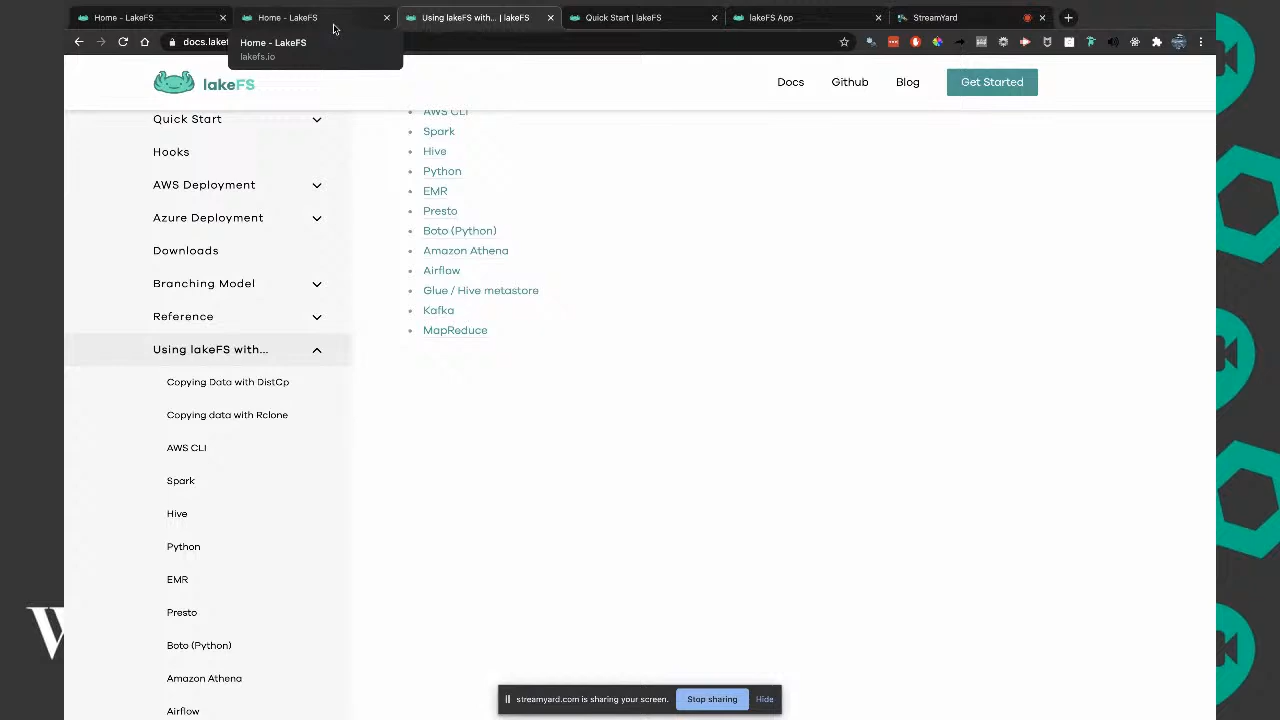 Home - LakeFS
Home - LakeFS
Using lakeFS with... | lakeFS
Quick Start | lakeFS
lakeFS App
StreamYard
docs.lakef
Home - LakeFS
lakefs.io
lakeFS
Docs
Github
Blog
Get Started
Quick Start
Hooks
AWS Deployment
Azure Deployment
Downloads
Branching Model
Reference
Using lakeFS with...
Copying Data with DistCp
Copying data with Rclone
AWS CLI
Spark
Hive
Python
EMR
Presto
Boto (Python)
Amazon Athena
Airflow
AWS CLI
Spark
Hive
Python
EMR
Presto
Boto (Python)
Amazon Athena
Airflow
Glue / Hive metastore
Kafka
MapReduce
W
streamyard.com is sharing your screen.
Stop sharing
Hide